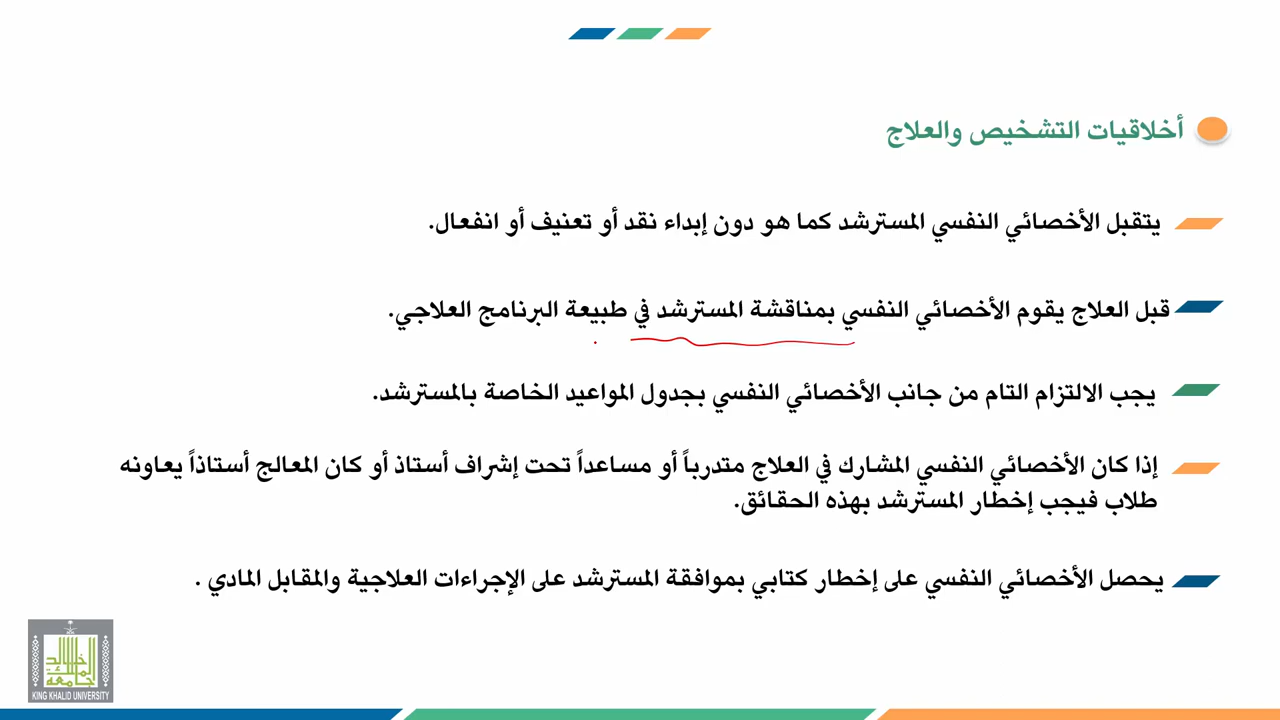 أخلاقيات التشخيص والعلاج
يتقبل الأخصائي النفسي المسترشد كما هو دون إبداء نقد أو تعنيف أو انفعال.
قبل العلاج يقوم الأخصائي النفسي بمناقشة المسترشد في طبيعة البرنامج العلاجي.
يجب الالتزام التام من جانب الأخصائي النفسي بجدول المواعيد الخاصة بالمسترشد.
إذا كان الأخصائي النفسي المشارك في العلاج متدرباً أو مساعداً تحت إشراف أستاذ أو كان المعالج أستاذاً يعاونه
طلاب فيجب إخطار المسترشد بهذه الحقائق.
يحصل الأخصائي النفسي على إخطار كتابي بموافقة المسترشد على الإجراءات العلاجية والمقابل المادي .
جامعة الملك خالد
KING KHALID UNIVERSITY